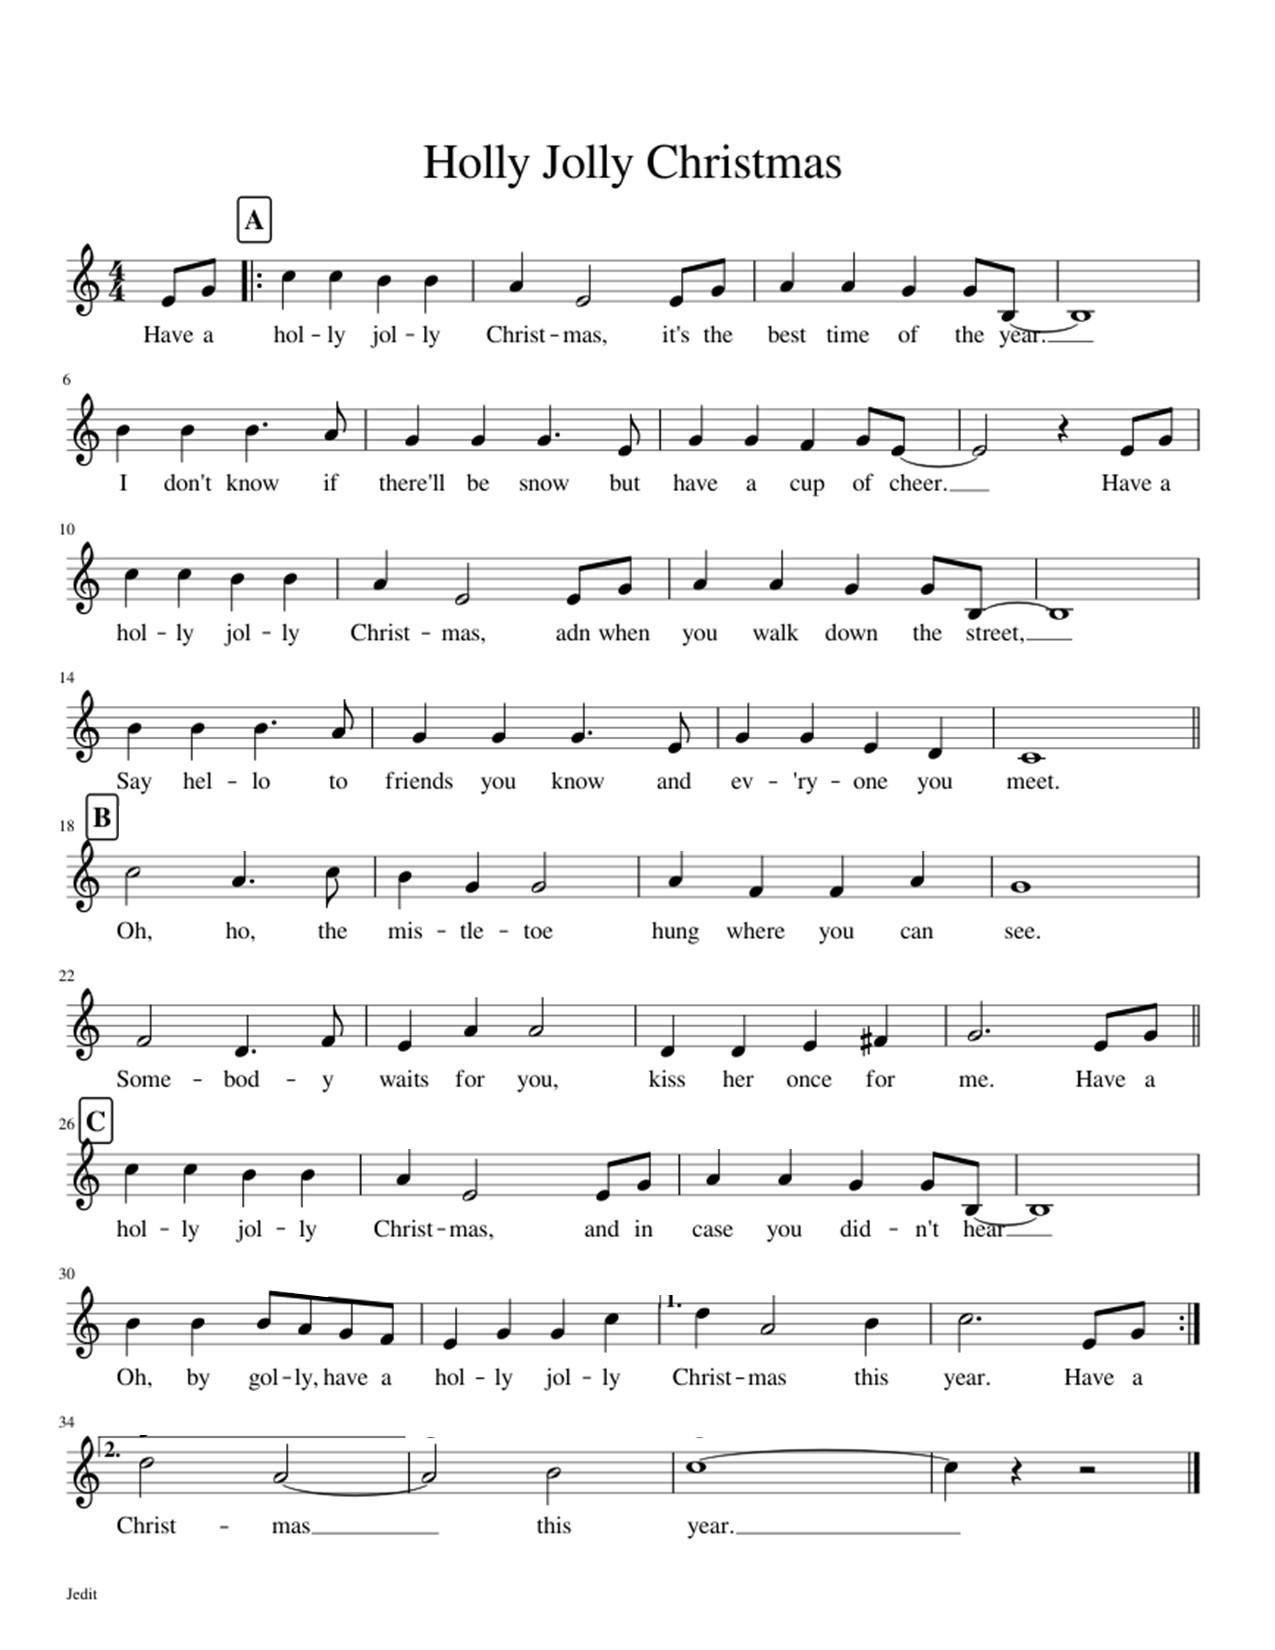 Holly Jolly Christmas
A
4
4
Have a hol – ly jol – ly Christ – mas, it's the best time of the year.
6
I don't know if there'll be snow but have a cup of cheer. Have a
10
hol – ly jol – ly Christ – mas, adn when you walk down the street,
14
Say hel – lo to friends you know and ev – 'ry – one you meet.
B
18
Oh, ho, the mis – tle – toe hung where you can see.
22
Some – bod – y waits for you, kiss her once for me. Have a
C
26
hol – ly jol – ly Christ – mas, and in case you did – n't hear
30
1.
Oh, by gol – ly, have a hol – ly jol – ly Christ – mas this year. Have a
34
2.
Christ – mas this year.
Jedit